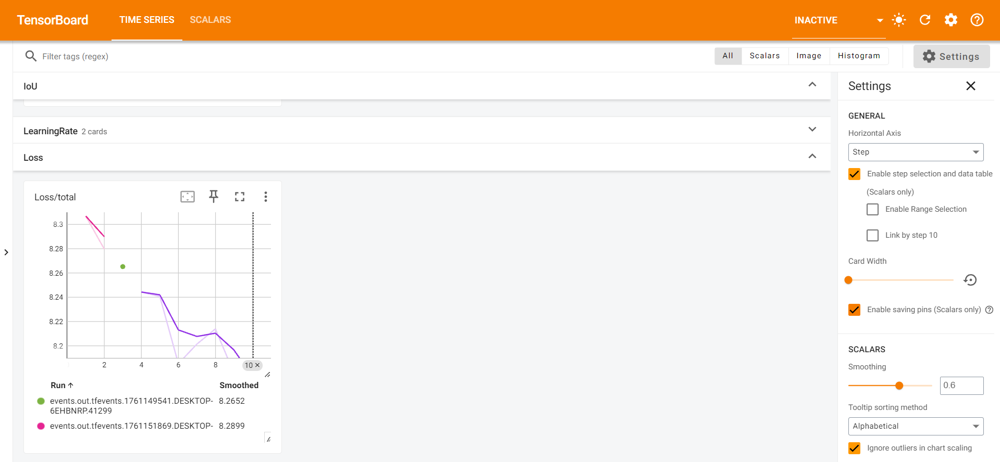 TensorBoard
TIME SERIES
SCALARS
INACTIVE
Filter tags (regex)
All
Scalars
Image
Histogram
Settings
IoU
LearningRate 2 cards
Loss
Loss/total
8.3
8.28
8.26
8.24
8.22
8.2
2
4
6
8
10
Run
Smoothed
events.out.tfevents.1761149541.DESKTOP- 8.2652
6EHBNRP.41299
events.out.tfevents.1761151869.DESKTOP- 8.2899
Settings
GENERAL
Horizontal Axis
Step
Enable step selection and data table
(Scalars only)
Enable Range Selection
Link by step 10
Card Width
Enable saving pins (Scalars only)
SCALARS
Smoothing
0.6
Tooltip sorting method
Alphabetical
Ignore outliers in chart scaling